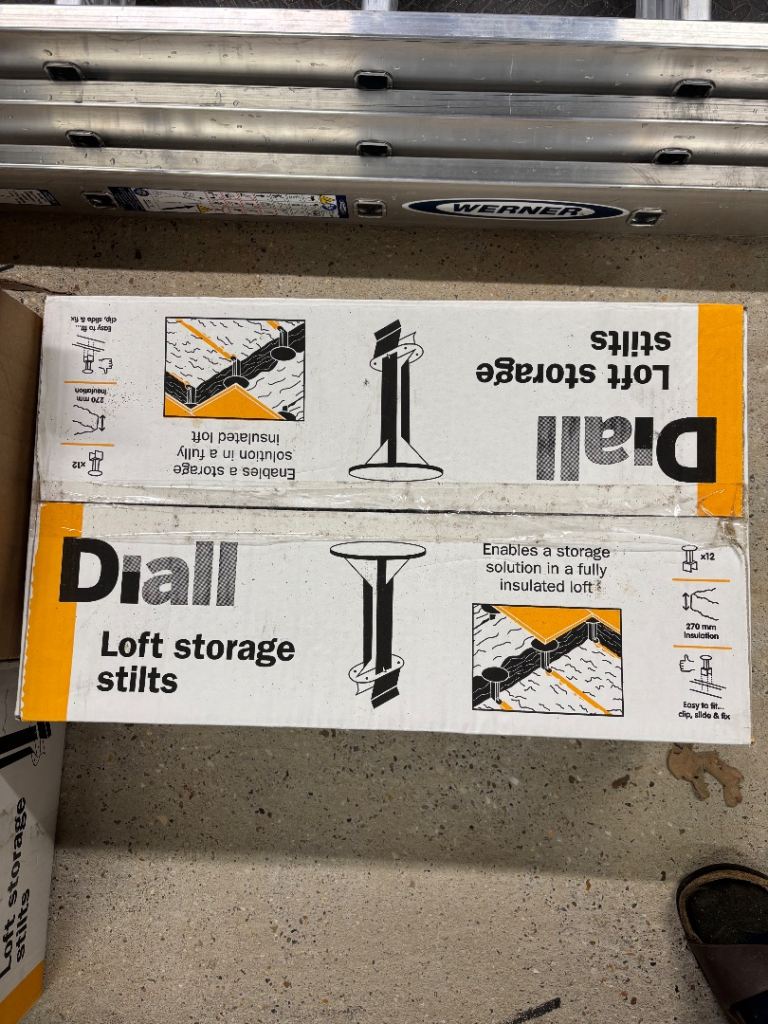 WERNER
Diall
Loft storage
stilts
Enables a storage
solution in a fully
insulated loft
x12
270 mm
insulation
Easy to fit...
clip, slide & fix
Diall
Loft storage
stilts
Enables a storage
solution in a fully
insulated loft
x12
270 mm
insulation
Easy to fit...
clip, slide & fix
Loft storage
stilts